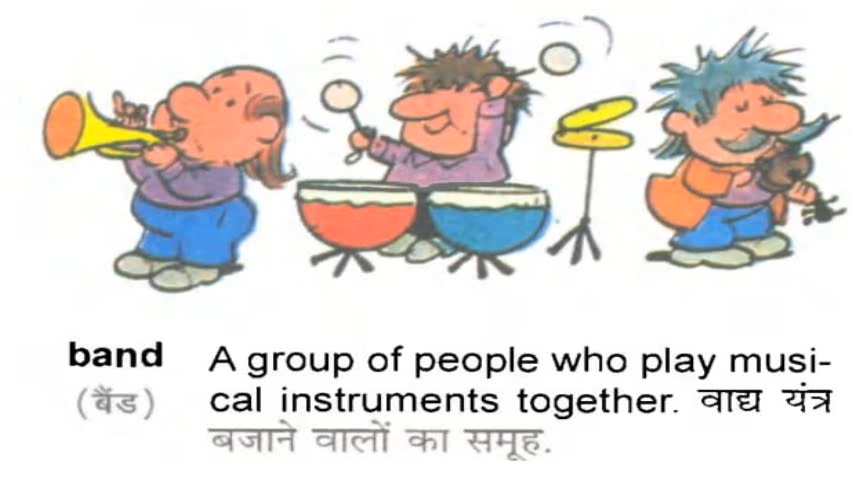 band A group of people who play musi-
(बैंड) cal instruments together. वाद्य यंत्र
बजाने वालों का समूह.